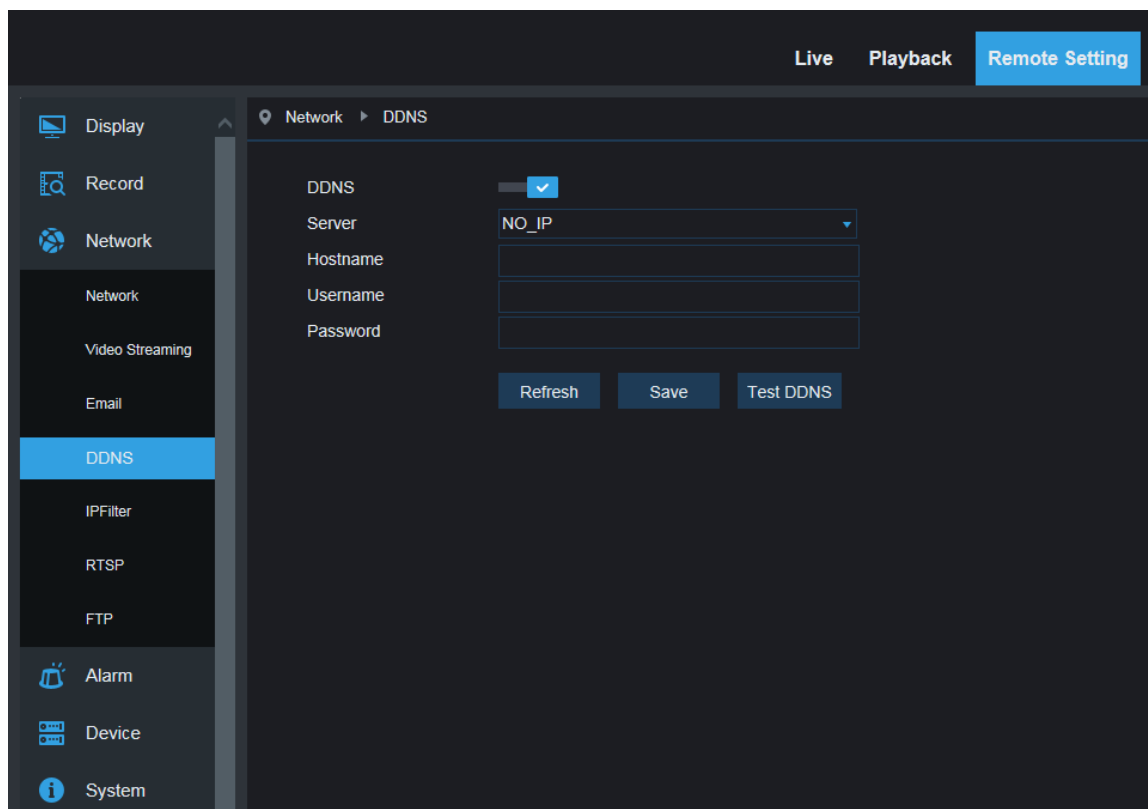 Live Playback Remote Setting
Display
Record
Network
Network
Video Streaming
Email
DDNS
IPFilter
RTSP
FTP
Alarm
Device
System
Network DDNS
DDNS
Server NO_IP
Hostname
Username
Password
Refresh Save Test DDNS